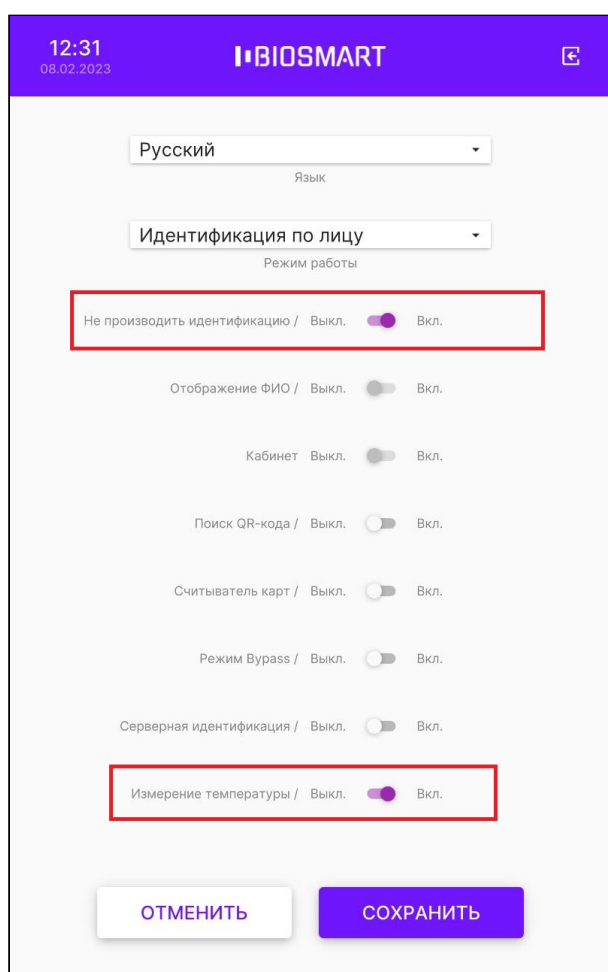 12:31
08.02.2023
BIOSMART
Русский
Язык
Идентификация по лицу
Режим работы
Не производить идентификацию / Выкл. Вкл.
Отображение ФИО / Выкл. Вкл.
Кабинет Выкл. Вкл.
Поиск QR-кода / Выкл. Вкл.
Считыватель карт / Выкл. Вкл.
Режим Bypass / Выкл. Вкл.
Серверная идентификация / Выкл. Вкл.
Измерение температуры / Выкл. Вкл.
ОТМЕНИТЬ СОХРАНИТЬ